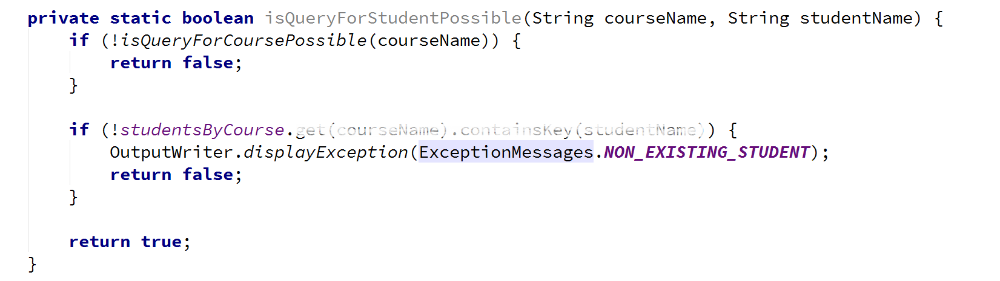 private static boolean isQueryForStudentPossible(String courseName, String studentName) {
if (!isQueryForCoursePossible(courseName)) {
return false;
}
if (!studentsByCourse.get(courseName).containsKey(studentName)) {
OutputWriter.displayException(ExceptionMessages.NON_EXISTING_STUDENT);
return false;
}
return true;
}